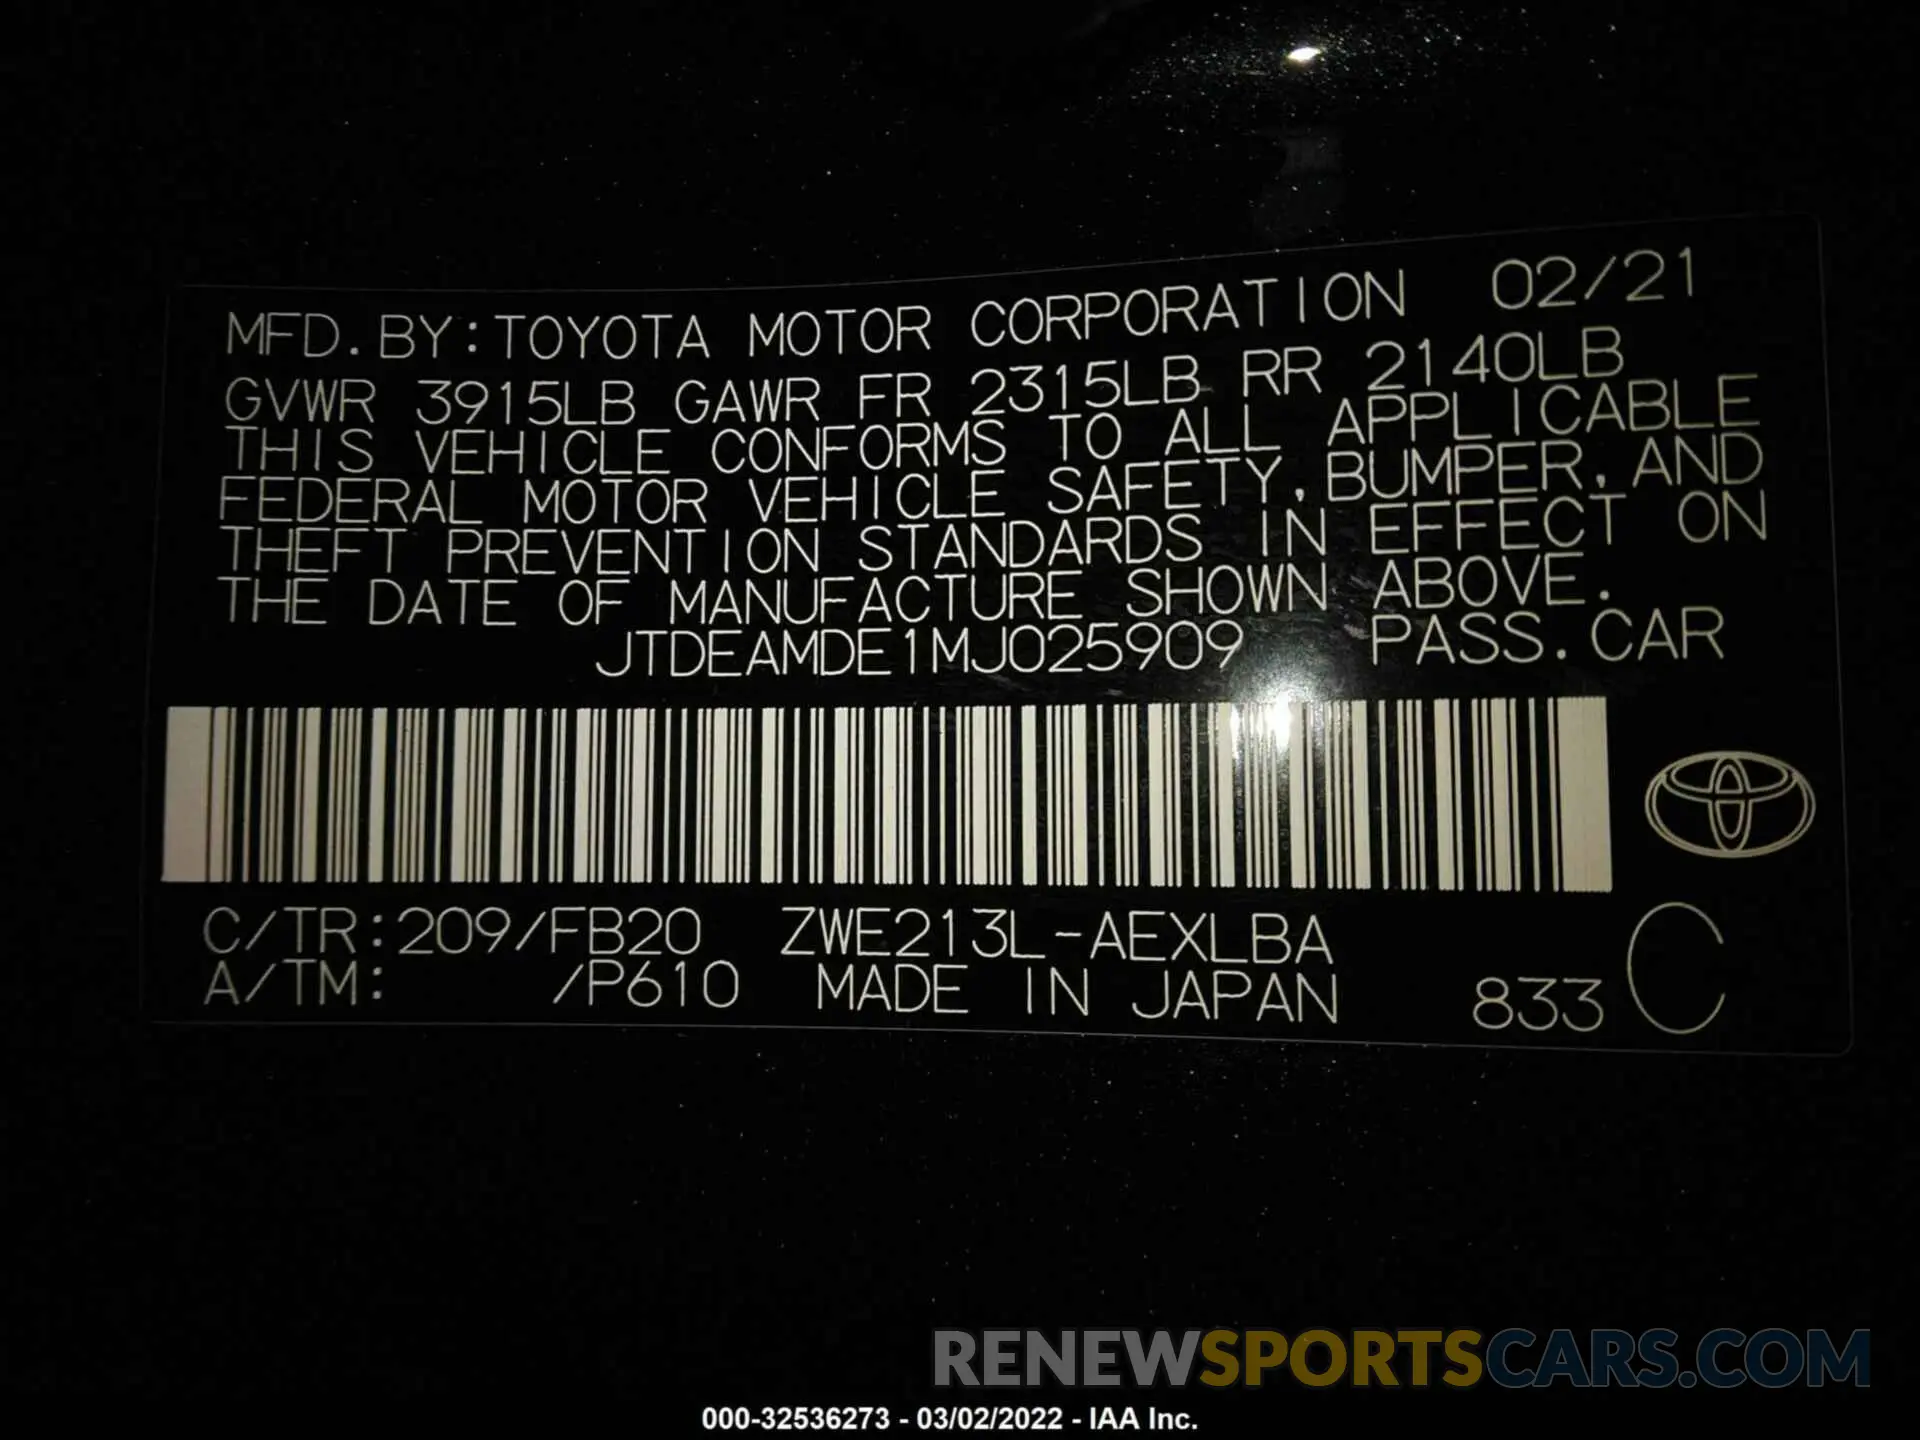 MFD.BY:TOYOTA MOTOR CORPORATION 02/21
GVWR 3915LB GAWR FR 2315LB RR 2140LB
THIS VEHICLE CONFORMS TO ALL APPLICABLE
FEDERAL MOTOR VEHICLE SAFETY, BUMPER, AND
THEFT PREVENTION STANDARDS IN EFFECT ON
THE DATE OF MANUFACTURE SHOWN ABOVE.
JTDEAMDE1MJ025909 PASS.CAR
C/TR:209/FB20 ZWE213L-AEXLBA
A/TM: /P610 MADE IN JAPAN 833 C
RENEWSPORTSCARS.COM
000-32536273 - 03/02/2022 - IAA Inc.